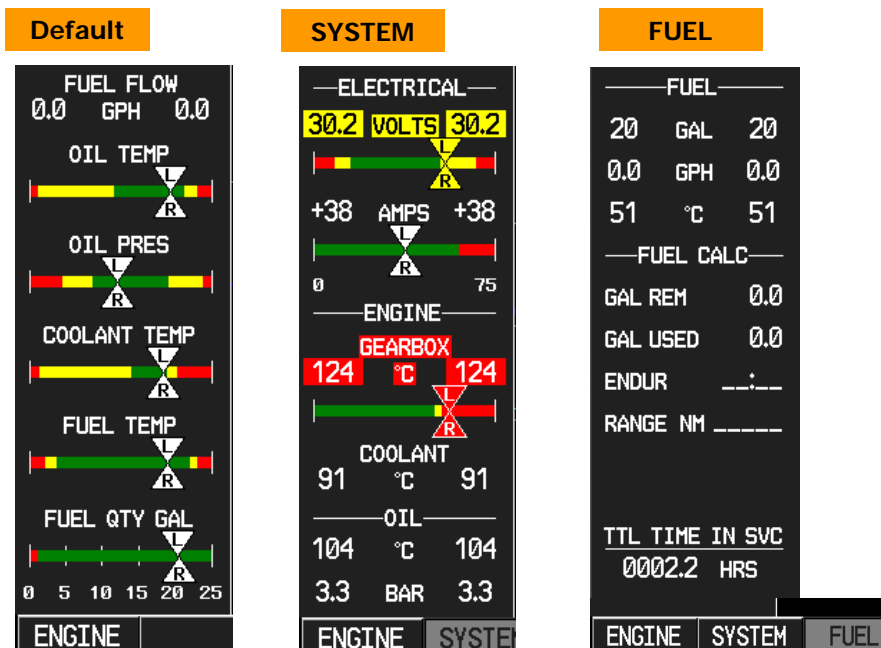 Default
FUEL FLOW
0.0 GPH 0.0
OIL TEMP
L
R
OIL PRES
L
R
COOLANT TEMP
L
R
FUEL TEMP
L
R
FUEL QTY GAL
L
R
0 5 10 15 20 25
ENGINE
SYSTEM
ELECTRICAL
30.2 VOLTS 30.2
L
R
+38 AMPS +38
L
R
0 75
ENGINE
GEARBOX
124 °C 124
L
R
COOLANT
91 °C 91
OIL
104 °C 104
3.3 BAR 3.3
ENGINE SYSTE
FUEL
FUEL
20 GAL 20
0.0 GPH 0.0
51 °C 51
FUEL CALC
GAL REM 0.0
GAL USED 0.0
ENDUR __:__
RANGE NM _____
TTL TIME IN SVC
0002.2 HRS
ENGINE SYSTEM FUEL